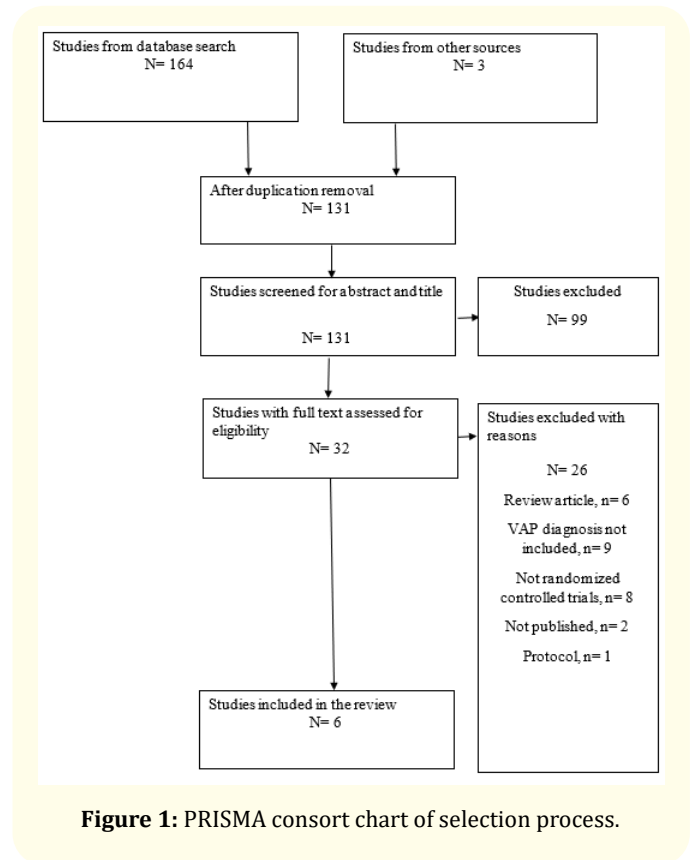 Studies from database search
N= 164
Studies from other sources
N= 3
After duplication removal
N= 131
Studies screened for abstract and title
N= 131
Studies excluded
N= 99
Studies with full text assessed for
eligibility
N= 32
Studies excluded with
reasons
N= 26
Review article, n= 6
VAP diagnosis not
included, n= 9
Not randomized
controlled trials, n= 8
Not published, n= 2
Protocol, n= 1
Studies included in the review
N= 6
Figure 1: PRISMA consort chart of selection process.